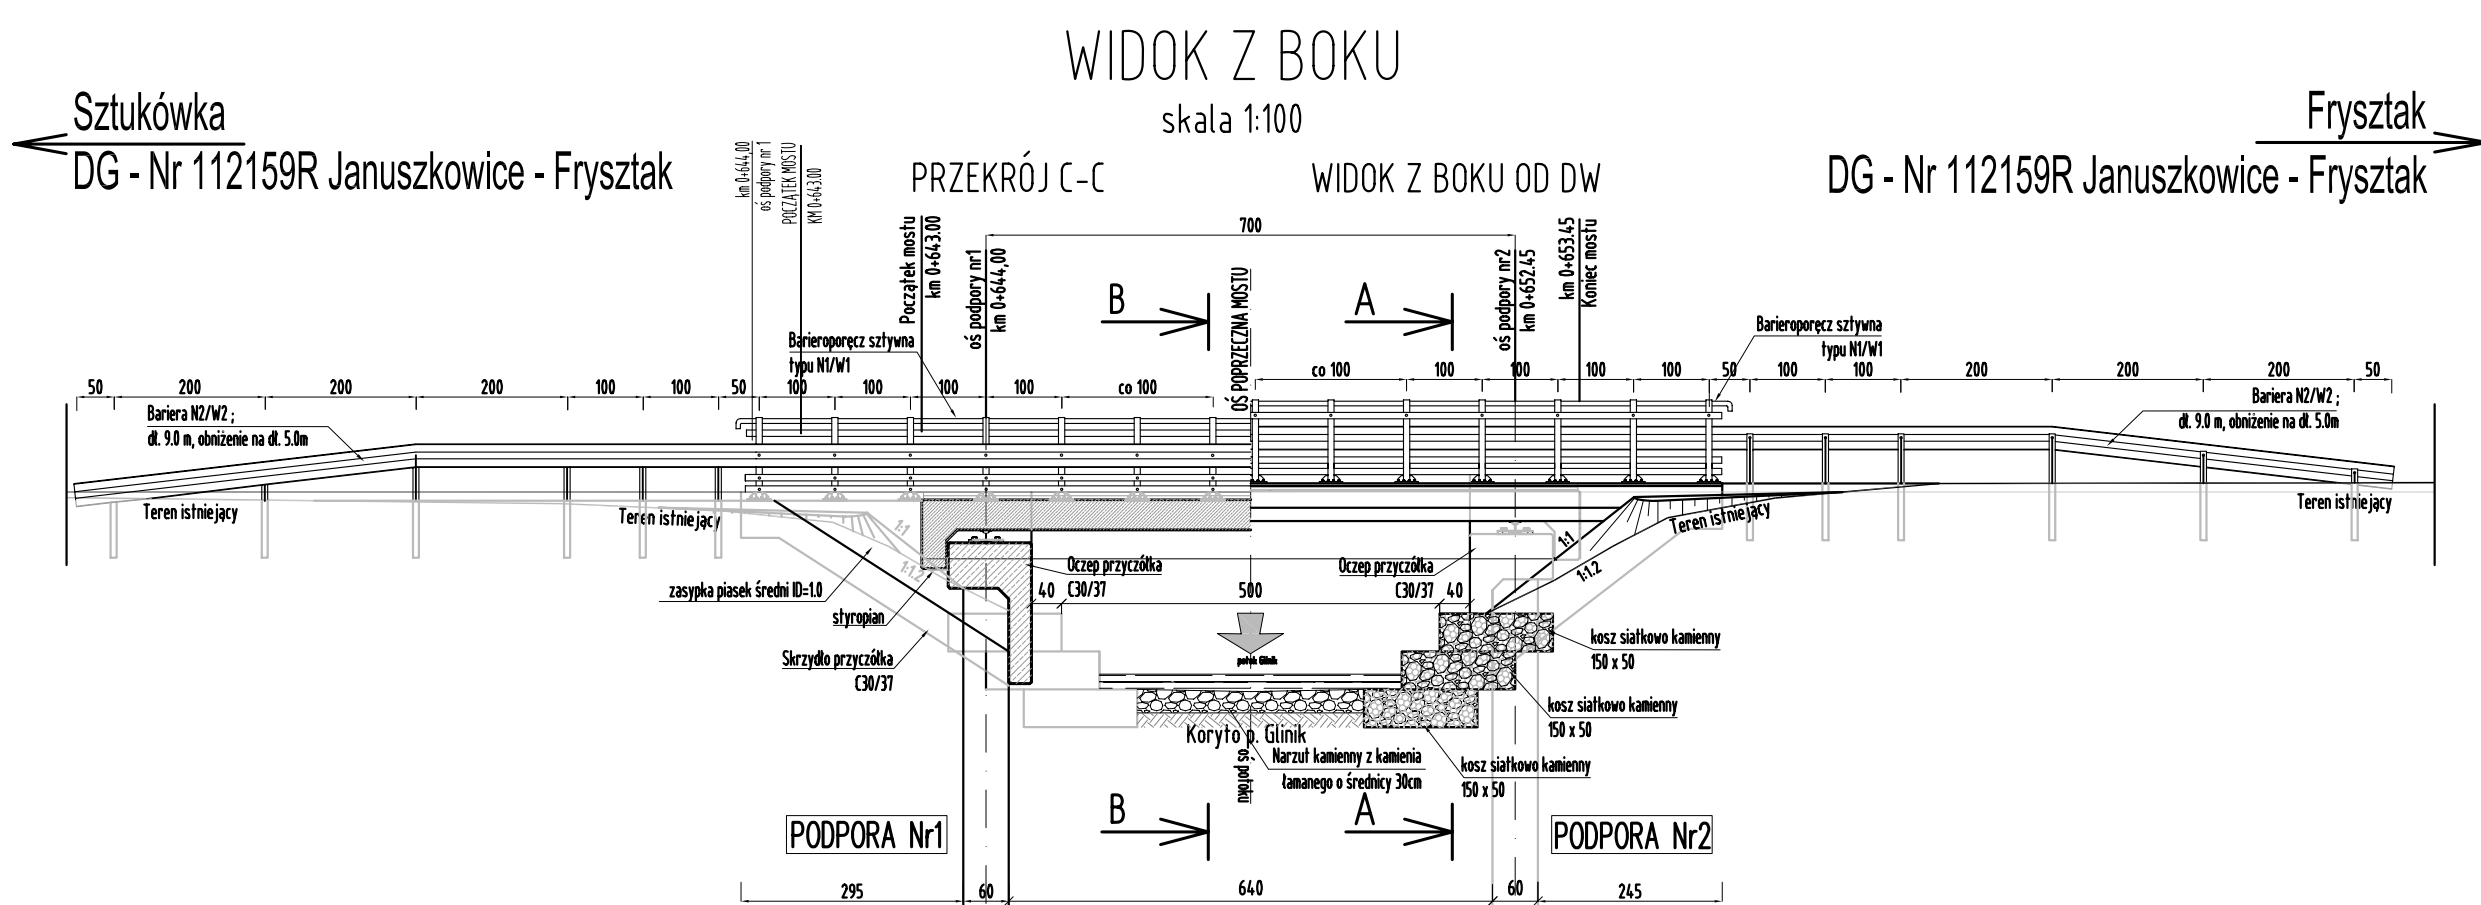 WIDOK Z BOKU
skala 1:100
Sztukówka
DG - Nr 112159R Januszkowice - Frysztak
Frysztak
DG - Nr 112159R Januszkowice - Frysztak
PRZEKRÓJ C-C
WIDOK Z BOKU OD DW
km 0+644,00
oś podpory nr 1
POCZĄTEK MOSTU
KM 0+643.00
Początek mostu
km 0+643.00
oś podpory nr1
km 0+644,00
700
OŚ POPRZECZNA MOSTU
oś podpory nr2
km 0+652.45
km 0+653.45
Koniec mostu
B
A
Barieroporęcz sztywna
typu N1/W1
Barieroporęcz sztywna
typu N1/W1
50 200 200 200 100 100 50 100 100 100 100 co 100
co 100 100 100 100 100 50 100 100 200 200 200 50
Bariera N2/W2 ;
dł. 9.0 m, obniżenie na dł. 5.0m
Bariera N2/W2 ;
dł. 9.0 m, obniżenie na dł. 5.0m
Teren istniejący
Teren istniejący
Teren istniejący
Teren istniejący
1:1
1:1.2
1:1
1:1.2
zasypka piasek średni ID=1.0
styropian
Skrzydło przyczółka
C30/37
Oczep przyczółka
C30/37
Oczep przyczółka
C30/37
40 500 40
potok Glinik
kosz siatkowo kamienny
150 x 50
kosz siatkowo kamienny
150 x 50
kosz siatkowo kamienny
150 x 50
Koryto p. Glinik
Narzut kamienny z kamienia
łamanego o średnicy 30cm
oś potoku
B
A
PODPORA Nr1
PODPORA Nr2
295 60 640 60 245